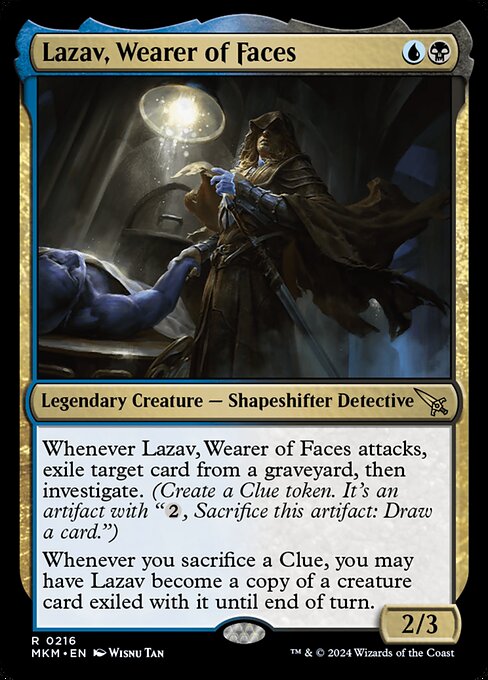 Lazav, Wearer of Faces
Legendary Creature — Shapeshifter Detective
Whenever Lazav, Wearer of Faces attacks,
exile target card from a graveyard, then
investigate. (Create a Clue token. It's an
artifact with “2, Sacrifice this artifact: Draw
a card.”)
Whenever you sacrifice a Clue, you may
have Lazav become a copy of a creature
card exiled with it until end of turn.
2/3
R 0216
MKM • EN Wisnu Tan
™ & © 2024 Wizards of the Coast